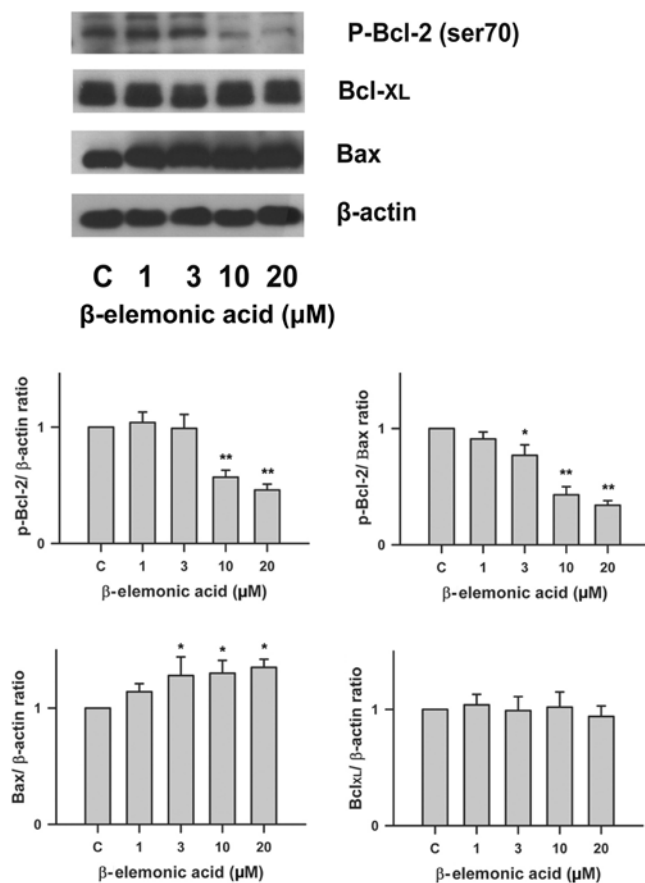 P-Bcl-2 (ser70)
Bcl-XL
Bax
β-actin
C 1 3 10 20
β-elemonic acid (µM)
p-Bcl-2/ β-actin ratio
1
0
** **
C 1 3 10 20
β-elemonic acid (µM)
p-Bcl-2/ Bax ratio
1
0
* ** **
C 1 3 10 20
β-elemonic acid (µM)
Bax/ β-actin ratio
1
0
* * *
C 1 3 10 20
β-elemonic acid (µM)
BclXL/ β-actin ratio
1
0
C 1 3 10 20
β-elemonic acid (µM)